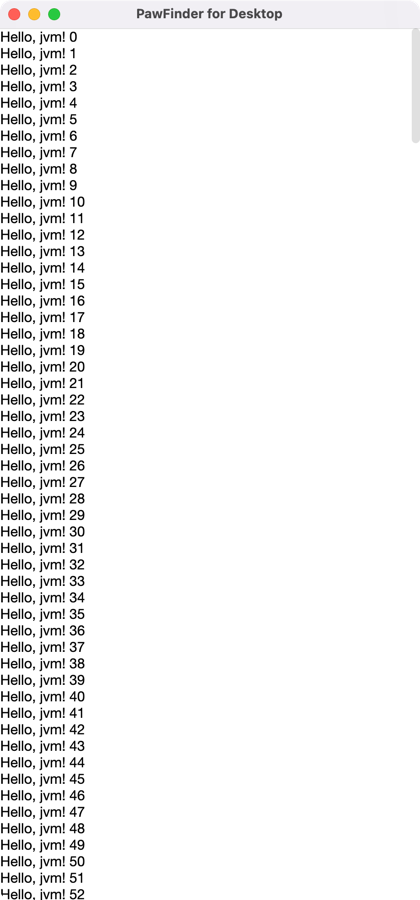 PawFinder for Desktop
Hello, jvm! 0
Hello, jvm! 1
Hello, jvm! 2
Hello, jvm! 3
Hello, jvm! 4
Hello, jvm! 5
Hello, jvm! 6
Hello, jvm! 7
Hello, jvm! 8
Hello, jvm! 9
Hello, jvm! 10
Hello, jvm! 11
Hello, jvm! 12
Hello, jvm! 13
Hello, jvm! 14
Hello, jvm! 15
Hello, jvm! 16
Hello, jvm! 17
Hello, jvm! 18
Hello, jvm! 19
Hello, jvm! 20
Hello, jvm! 21
Hello, jvm! 22
Hello, jvm! 23
Hello, jvm! 24
Hello, jvm! 25
Hello, jvm! 26
Hello, jvm! 27
Hello, jvm! 28
Hello, jvm! 29
Hello, jvm! 30
Hello, jvm! 31
Hello, jvm! 32
Hello, jvm! 33
Hello, jvm! 34
Hello, jvm! 35
Hello, jvm! 36
Hello, jvm! 37
Hello, jvm! 38
Hello, jvm! 39
Hello, jvm! 40
Hello, jvm! 41
Hello, jvm! 42
Hello, jvm! 43
Hello, jvm! 44
Hello, jvm! 45
Hello, jvm! 46
Hello, jvm! 47
Hello, jvm! 48
Hello, jvm! 49
Hello, jvm! 50
Hello, jvm! 51
Hello, jvm! 52